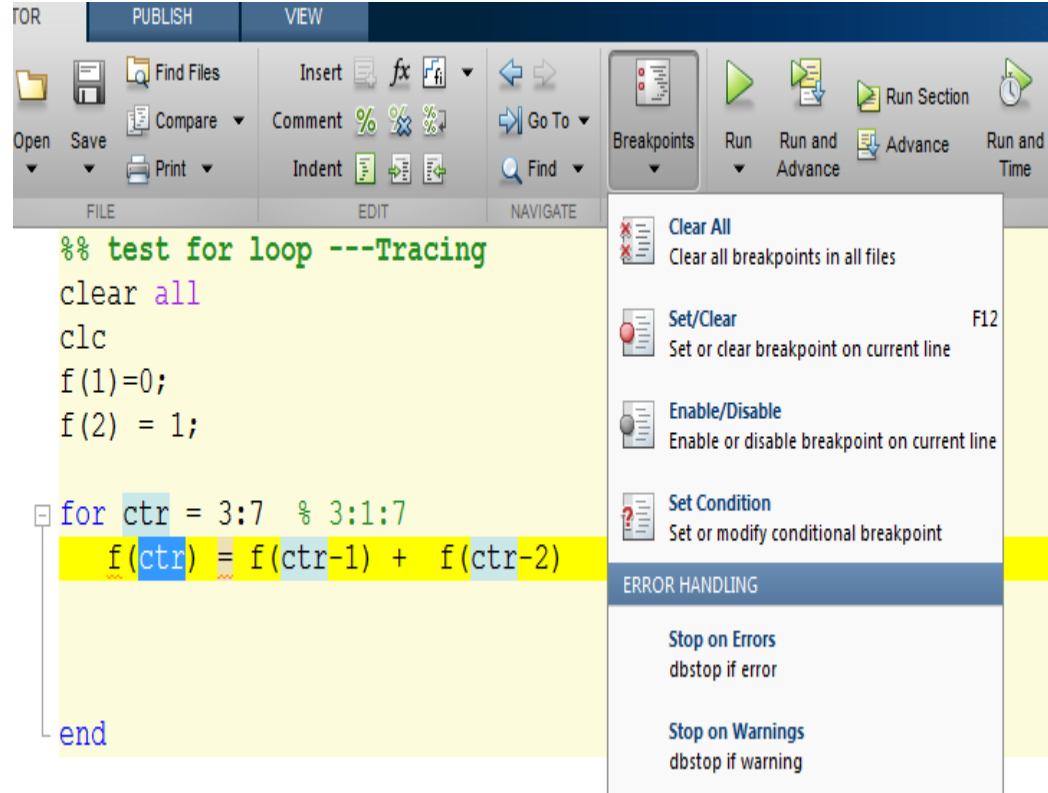 TOR PUBLISH VIEW
Find Files
Compare
Print
Open Save
FILE
Insert fx fi
Comment % % %
Indent
EDIT
Go To
Find
NAVIGATE
Breakpoints
Run
Run and
Advance
Run Section
Advance
Run and
Time
%% test for loop ---Tracing
clear all
clc
f(1)=0;
f(2) = 1;
for ctr = 3:7 % 3:1:7
f(ctr) = f(ctr-1) + f(ctr-2)
end
Clear All
Clear all breakpoints in all files
Set/Clear F12
Set or clear breakpoint on current line
Enable/Disable
Enable or disable breakpoint on current line
Set Condition
Set or modify conditional breakpoint
ERROR HANDLING
Stop on Errors
dbstop if error
Stop on Warnings
dbstop if warning